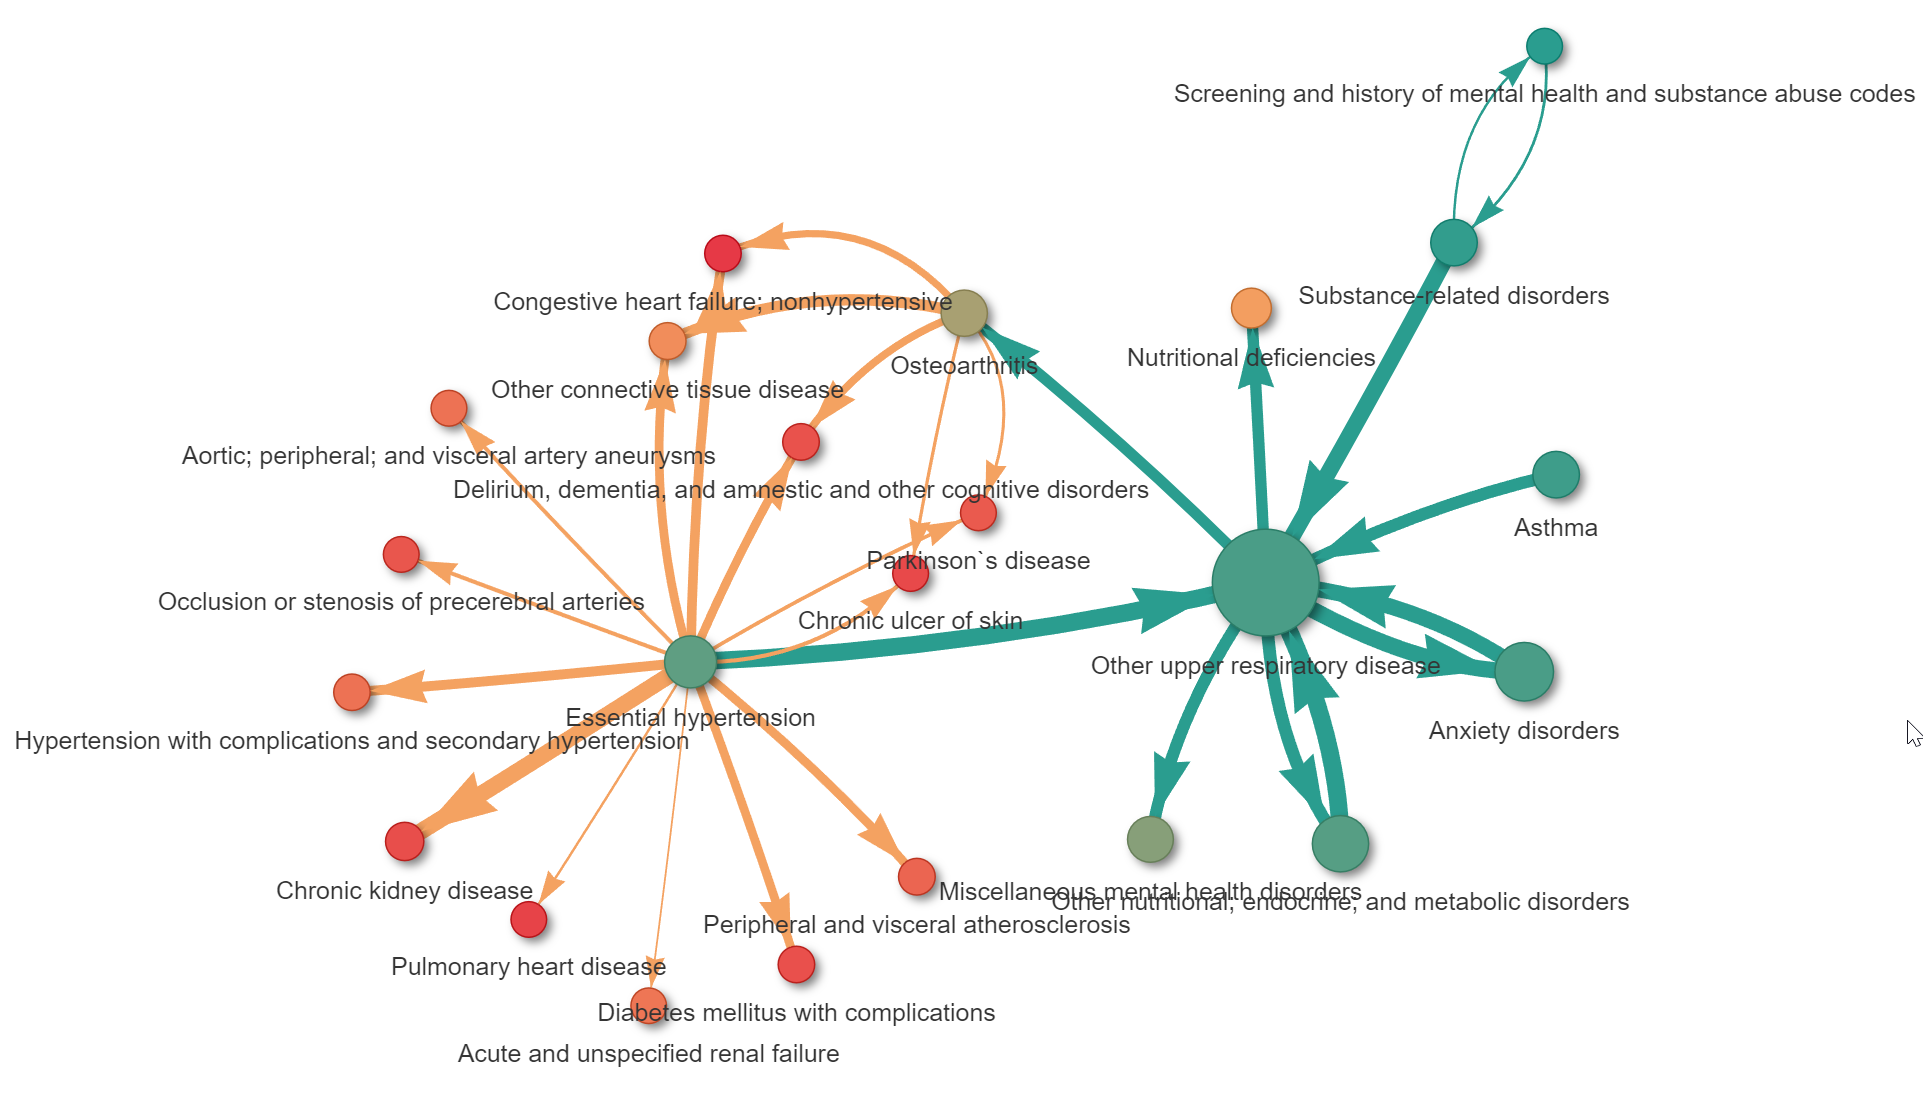 Screening and history of mental health and substance abuse codes
Substance-related disorders
Congestive heart failure; nonhypertensive
Nutritional deficiencies
Osteoarthritis
Other connective tissue disease
Aortic; peripheral; and visceral artery aneurysms
Delirium, dementia, and amnestic and other cognitive disorders
Asthma
Parkinson`s disease
Occlusion or stenosis of precerebral arteries
Chronic ulcer of skin
Other upper respiratory disease
Essential hypertension
Anxiety disorders
Hypertension with complications and secondary hypertension
Chronic kidney disease
Miscellaneous mental health disorders
Other nutritional; endocrine; and metabolic disorders
Peripheral and visceral atherosclerosis
Pulmonary heart disease
Diabetes mellitus with complications
Acute and unspecified renal failure